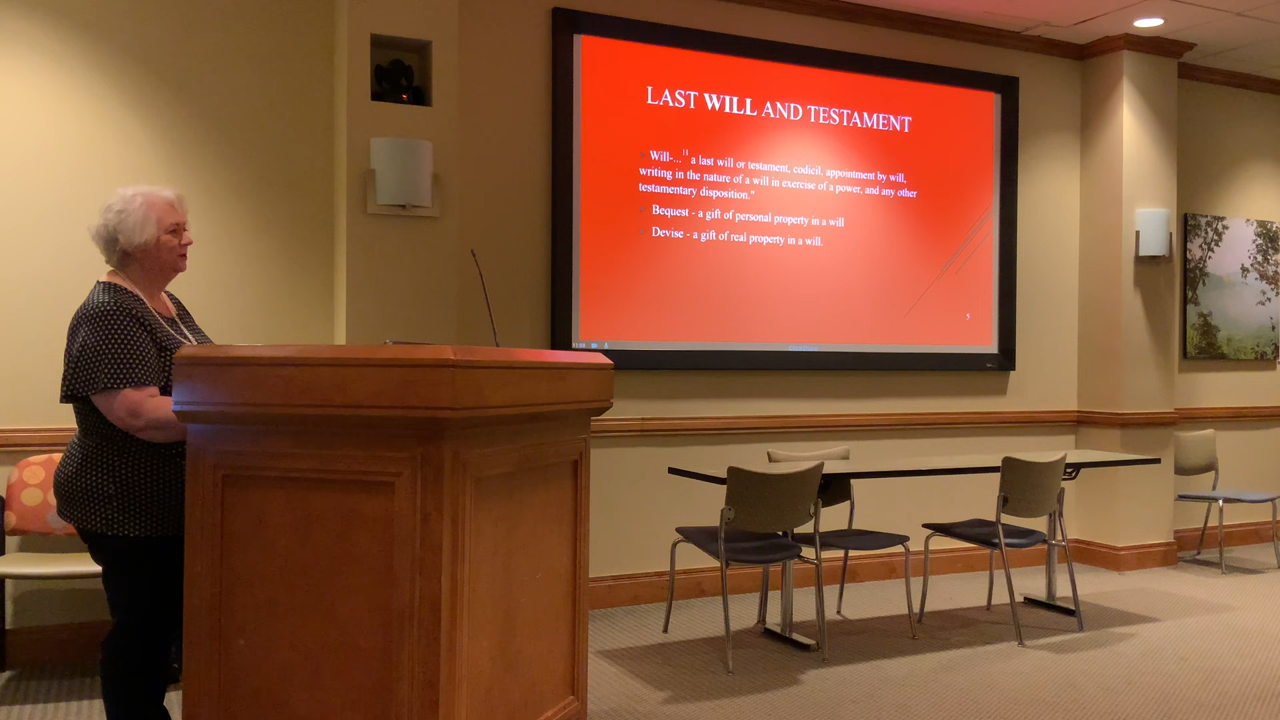 LAST WILL AND TESTAMENT
Will-..." a last will or testament, codicil, appointment by will,
writing in the nature of a will in exercise of a power, and any other
testamentary disposition."
Bequest - a gift of personal property in a will
Devise - a gift of real property in a will.
5